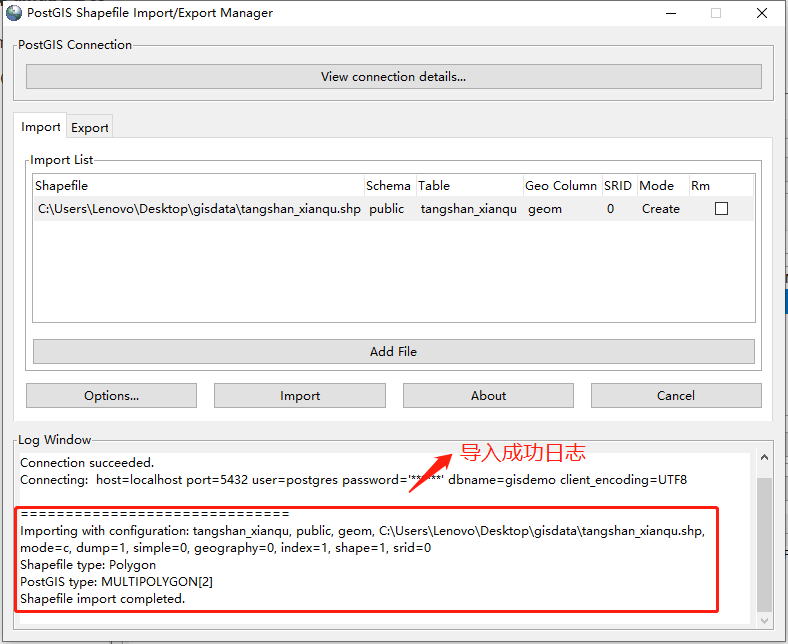 PostGIS Shapefile Import/Export Manager
PostGIS Connection
View connection details...
Import Export
Import List
Shapefile Schema Table Geo Column SRID Mode Rm
C:\Users\Lenovo\Desktop\gisdata\tangshan_xianqu.shp public tangshan_xianqu geom 0 Create
Add File
Options... Import About Cancel
Log Window
导入成功日志
Connection succeeded.
Connecting: host=localhost port=5432 user=postgres password='******' dbname=gisdemo client_encoding=UTF8
==============================
Importing with configuration: tangshan_xianqu, public, geom, C:\Users\Lenovo\Desktop\gisdata\tangshan_xianqu.shp,
mode=c, dump=1, simple=0, geography=0, index=1, shape=1, srid=0
Shapefile type: Polygon
PostGIS type: MULTIPOLYGON[2]
Shapefile import completed.